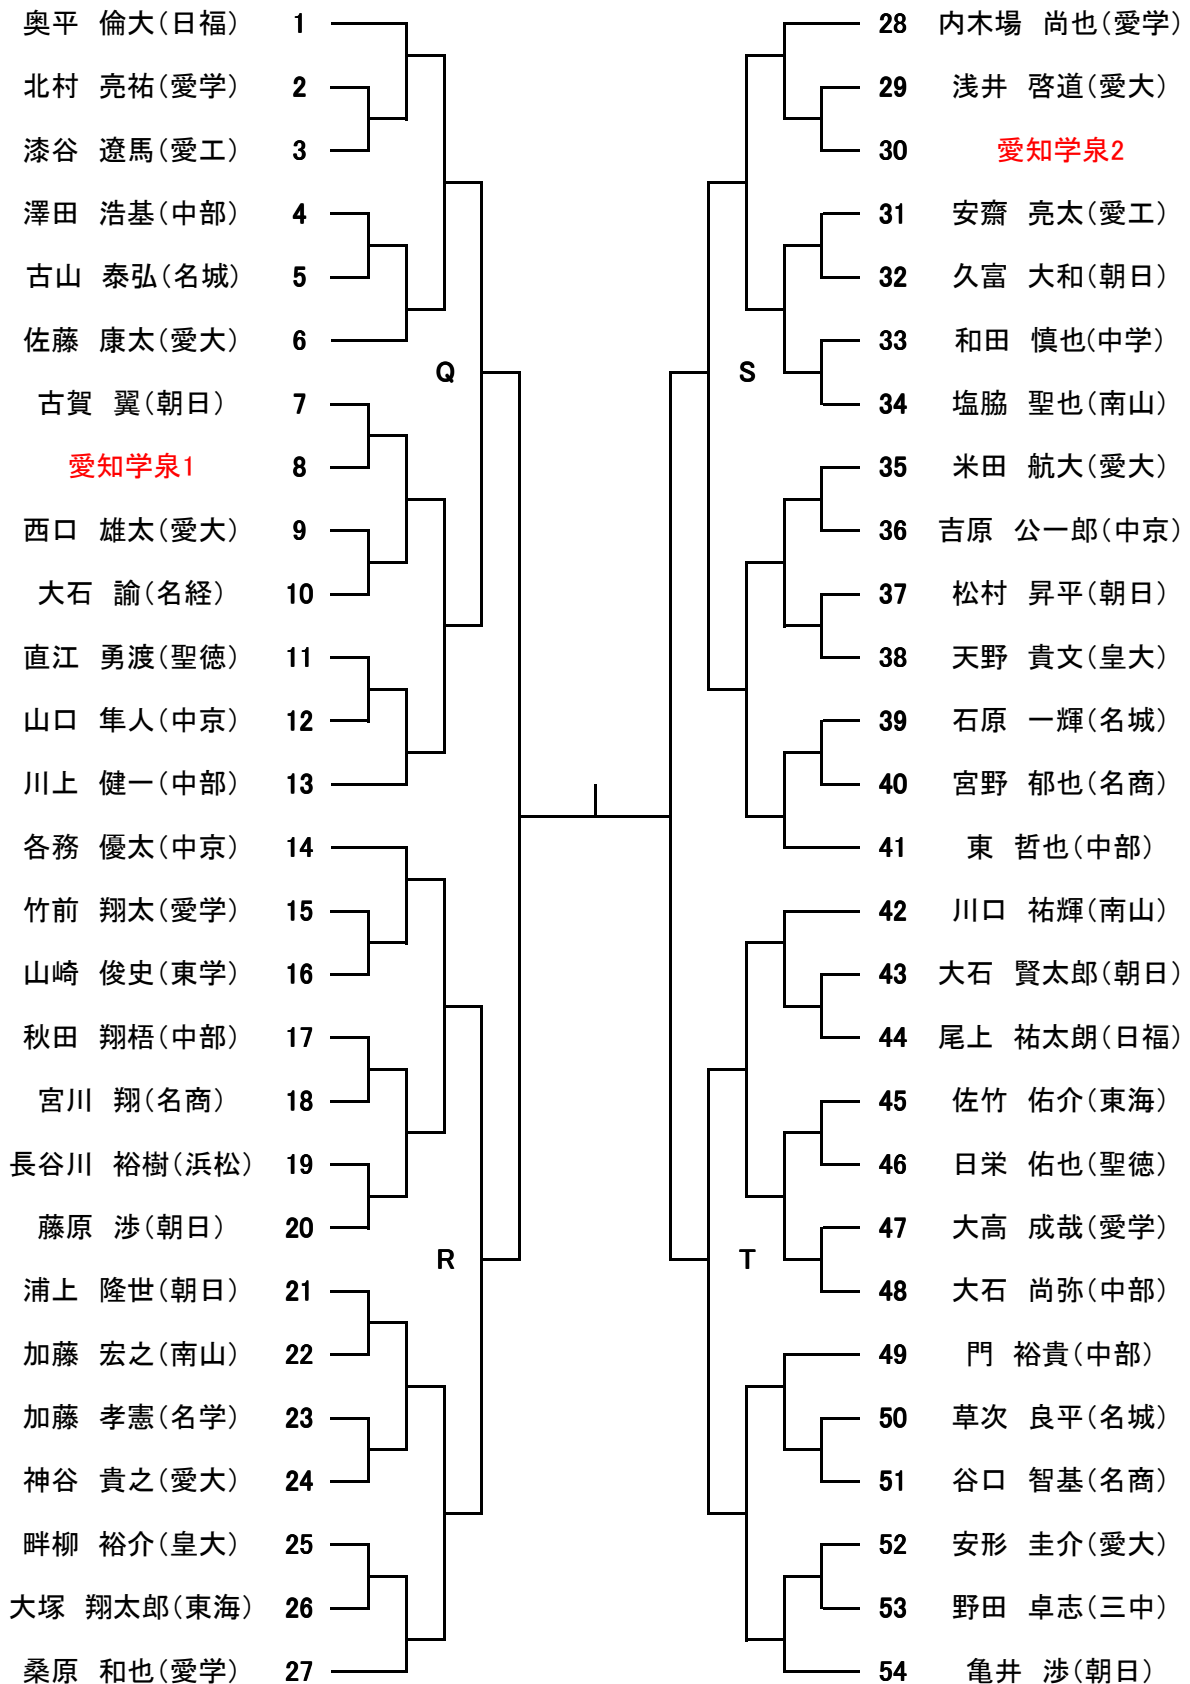 奥平 倫大(日福) 1
北村 亮祐(愛学) 2
漆谷 遼馬(愛工) 3
澤田 浩基(中部) 4
古山 泰弘(名城) 5
佐藤 康太(愛大) 6
Q
古賀 翼(朝日) 7
愛知学泉1 8
西口 雄太(愛大) 9
大石 諭(名経) 10
直江 勇渡(聖徳) 11
山口 隼人(中京) 12
川上 健一(中部) 13
各務 優太(中京) 14
竹前 翔太(愛学) 15
山崎 俊史(東学) 16
秋田 翔梧(中部) 17
宮川 翔(名商) 18
長谷川 裕樹(浜松) 19
藤原 渉(朝日) 20
R
浦上 隆世(朝日) 21
加藤 宏之(南山) 22
加藤 孝憲(名学) 23
神谷 貴之(愛大) 24
畔柳 裕介(皇大) 25
大塚 翔太郎(東海) 26
桑原 和也(愛学) 27
28 内木場 尚也(愛学)
29 浅井 啓道(愛大)
30 愛知学泉2
31 安齋 亮太(愛工)
32 久富 大和(朝日)
33 和田 慎也(中学)
S
34 塩脇 聖也(南山)
35 米田 航大(愛大)
36 吉原 公一郎(中京)
37 松村 昇平(朝日)
38 天野 貴文(皇大)
39 石原 一輝(名城)
40 宮野 郁也(名商)
41 東 哲也(中部)
42 川口 祐輝(南山)
43 大石 賢太郎(朝日)
44 尾上 祐太朗(日福)
45 佐竹 佑介(東海)
46 日栄 佑也(聖徳)
47 大高 成哉(愛学)
T
48 大石 尚弥(中部)
49 門 裕貴(中部)
50 草次 良平(名城)
51 谷口 智基(名商)
52 安形 圭介(愛大)
53 野田 卓志(三中)
54 亀井 渉(朝日)